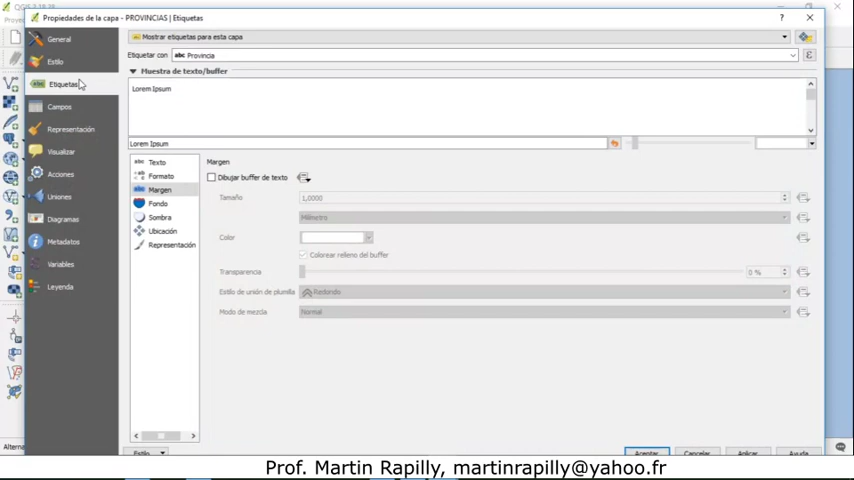 Propiedades de la capa - PROVINCIAS | Etiquetas
?
General
Estilo
Etiquetas
Campos
Representación
Visualizar
Acciones
Uniones
Diagramas
Metadatos
Variables
Leyenda
Mostrar etiquetas para esta capa
Etiquetar con
abc Provincia
Muestra de texto/buffer
Lorem Ipsum
Lorem Ipsum
Texto
Formato
Margen
Fondo
Sombra
Ubicación
Representación
Margen
Dibujar buffer de texto
Tamaño
1,0000
Milímetro
Color
Colorear relleno del buffer
Transparencia
0 %
Estilo de unión de plumilla
Redondo
Modo de mezcla
Normal
Estilo
Aceptar
Cancelar
Aplicar
Ayuda
Prof. Martin Rapilly, martinrapilly@yahoo.fr